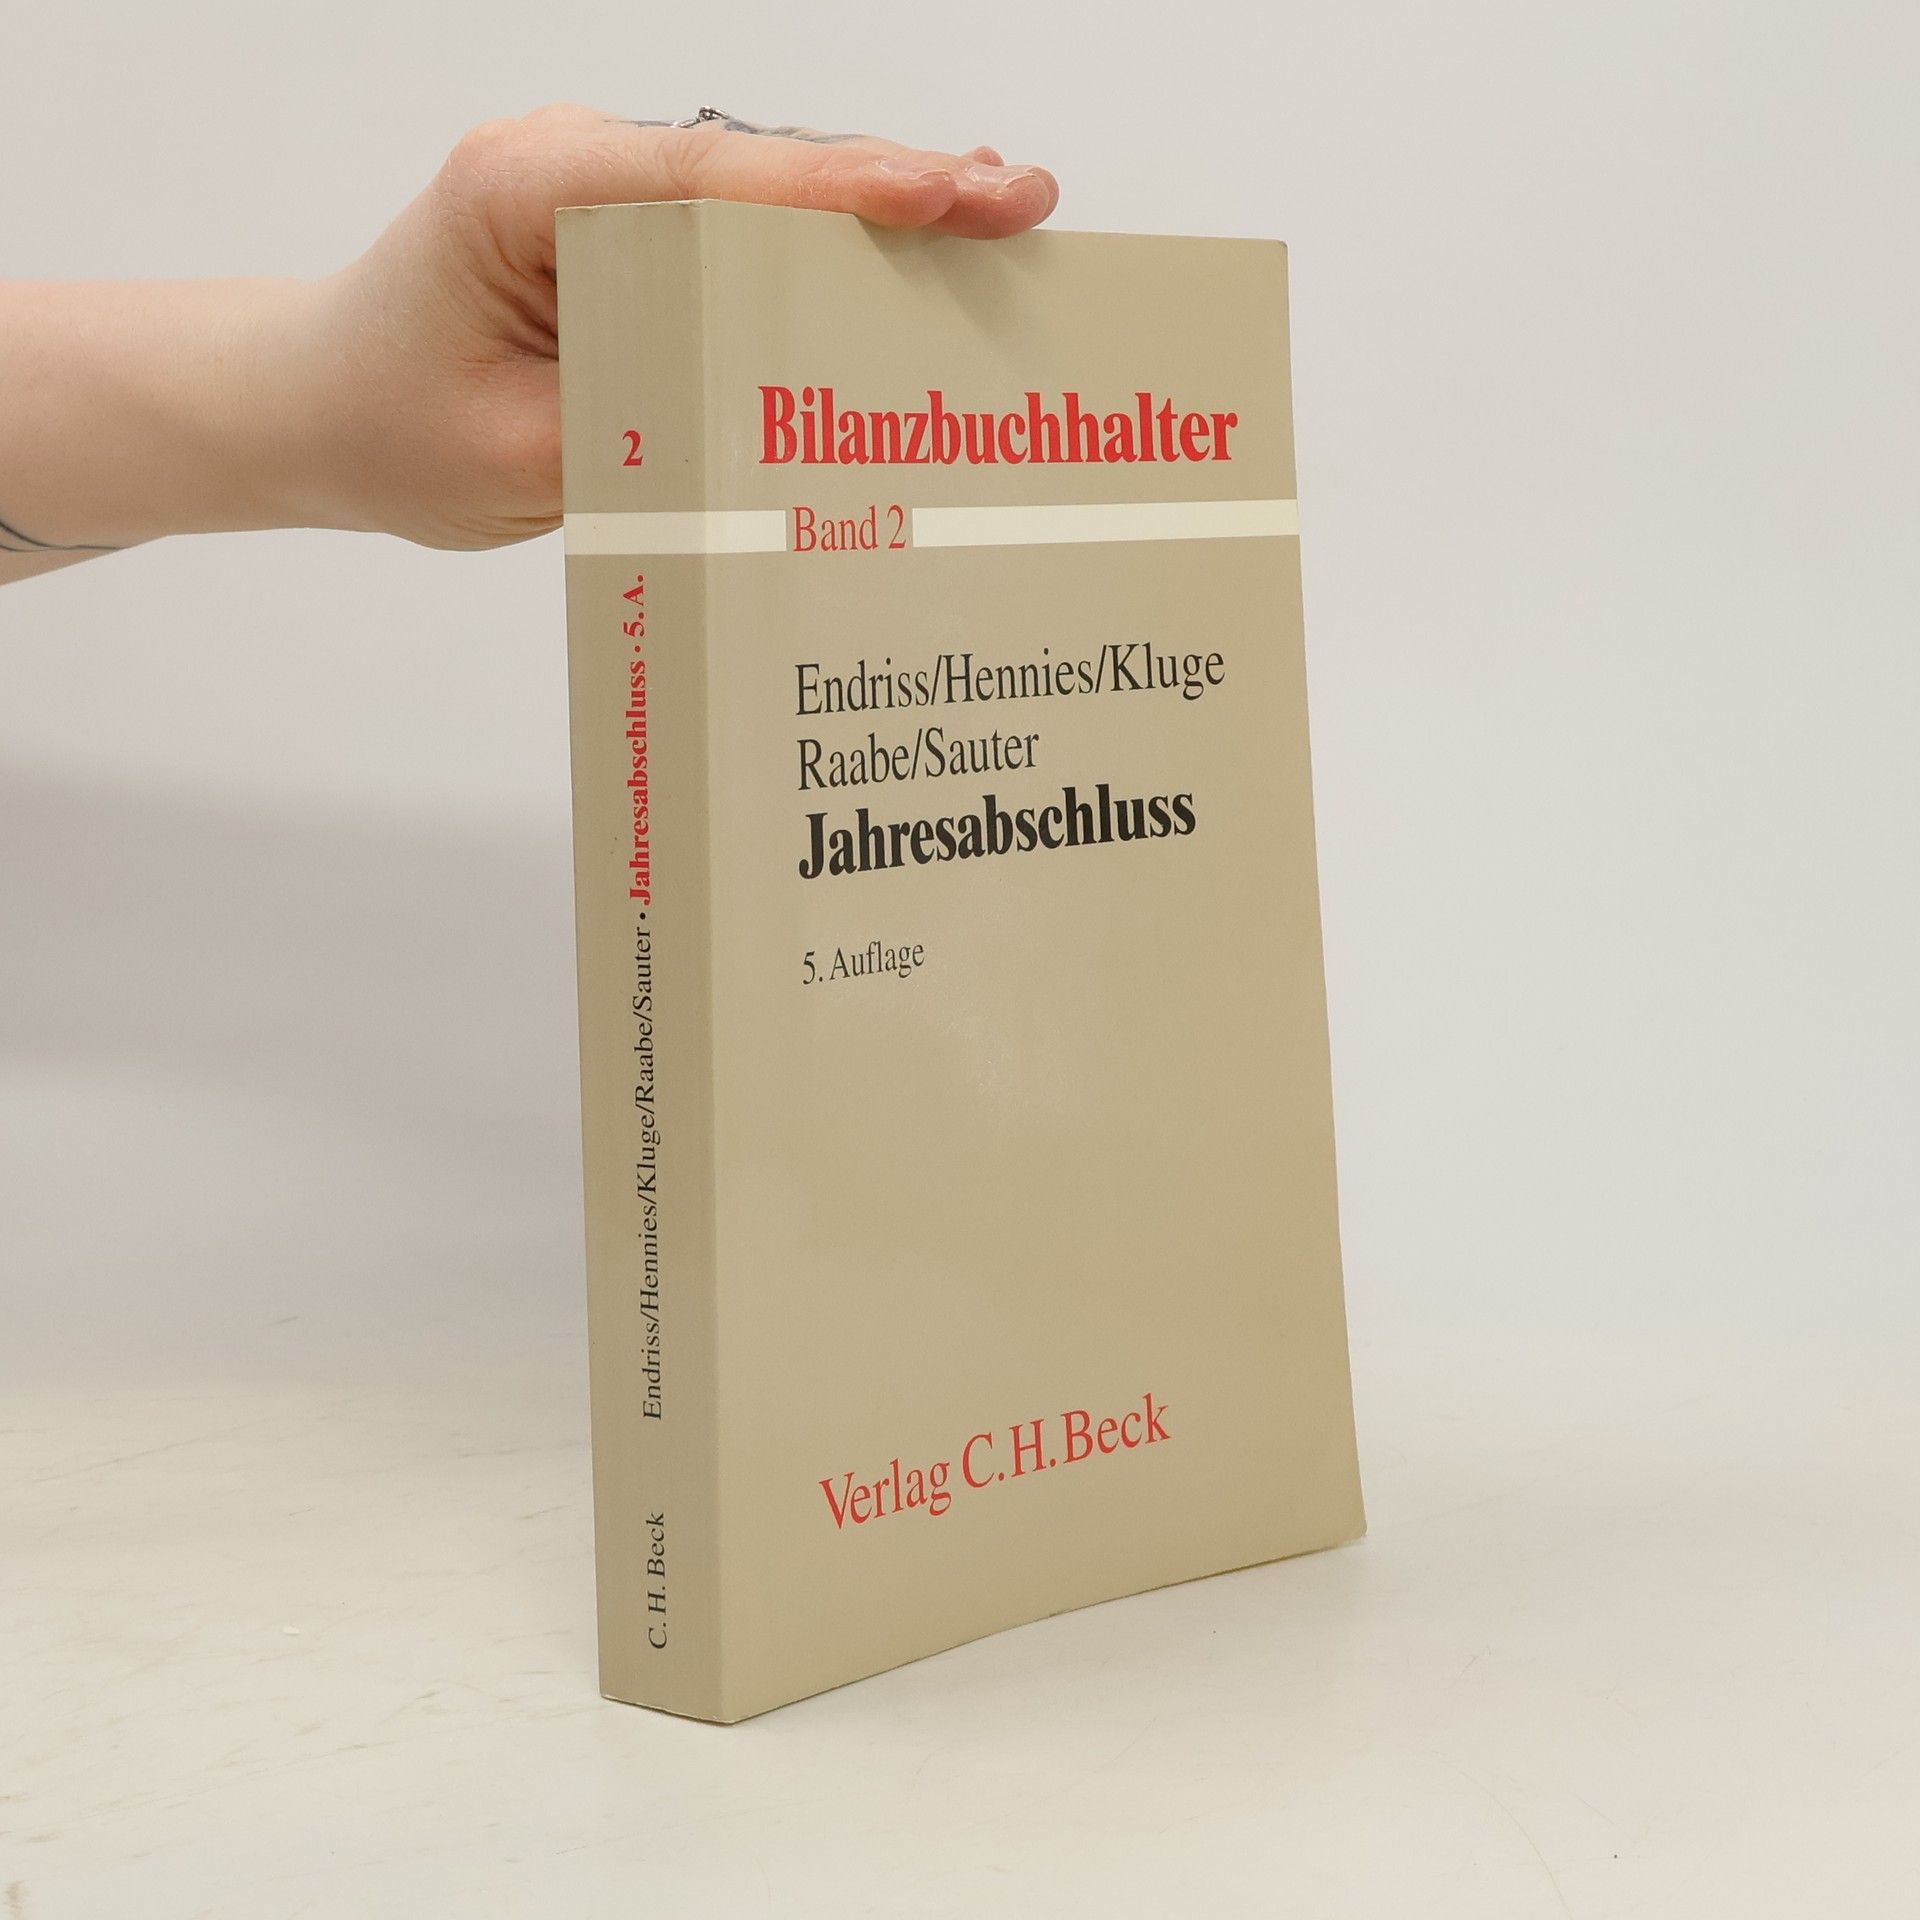 2
Endriss/Hennies/Kluge/Raabe/Sauter · Jahresabschluss · 5. A.
C. H. Beck
Bilanzbuchhalter
Band 2
Endriss/Hennies/Kluge
Raabe/Sauter
Jahresabschluss
5. Auflage
Verlag C.H.Beck